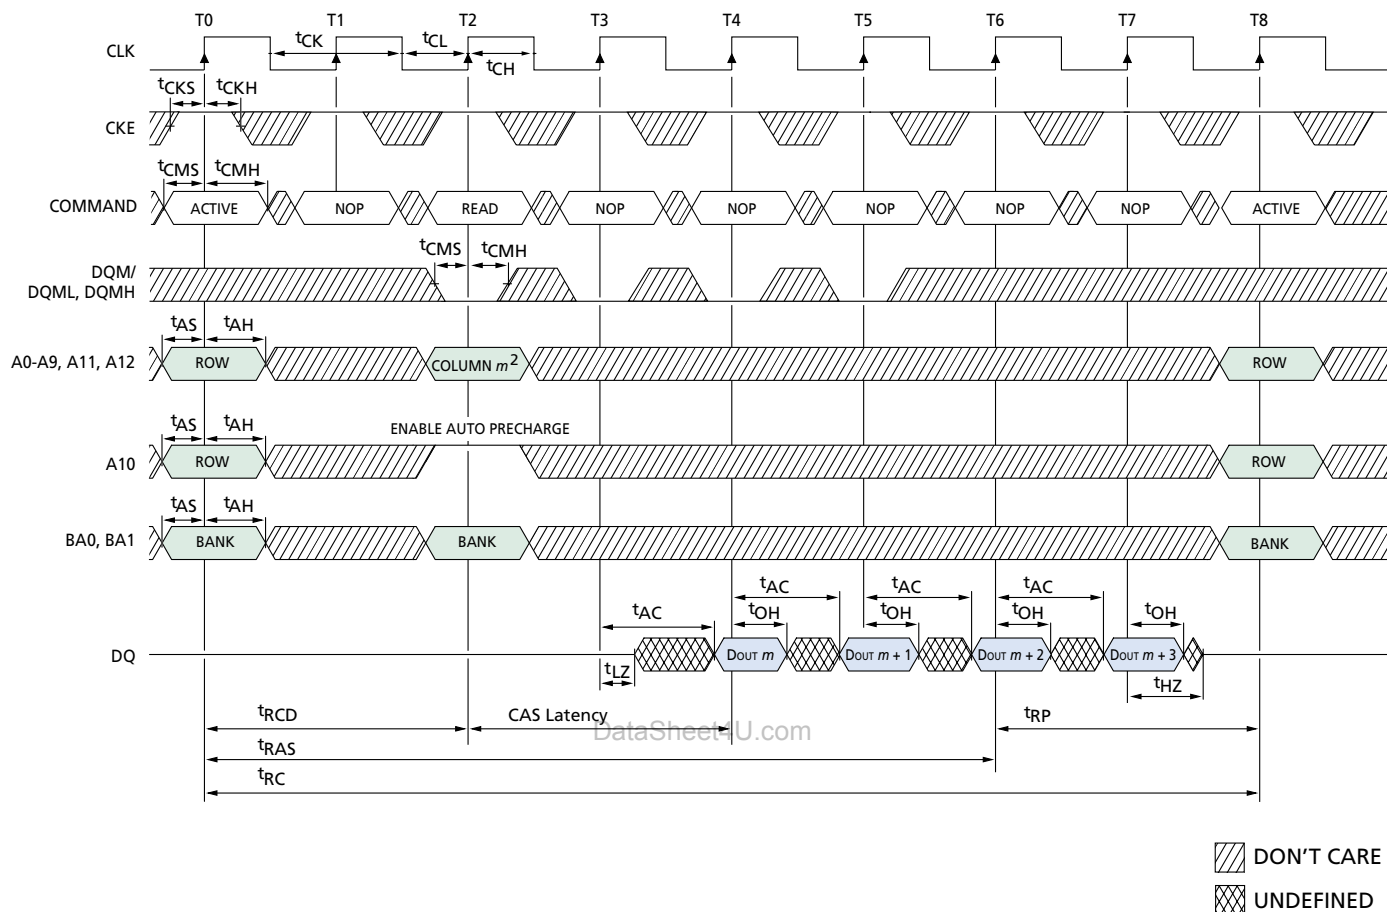 T0 T1 T2 T3 T4 T5 T6 T7 T8
CLK tCK tCL tCH
tCKS tCKH
CKE
tCMS tCMH
COMMAND ACTIVE NOP READ NOP NOP NOP NOP NOP ACTIVE
tCMS tCMH
DQM/
DQML, DQMH
tAS tAH
A0-A9, A11, A12 ROW COLUMN m2 ROW
tAS tAH
ENABLE AUTO PRECHARGE
A10 ROW ROW
tAS tAH
BA0, BA1 BANK BANK BANK
tAC tAC tAC
tAC tOH tOH tOH tOH
DQ DOUT m DOUT m + 1 DOUT m + 2 DOUT m + 3
tLZ tHZ
tRCD CAS Latency tRP
DataSheet4U.com
tRAS
tRC
DON'T CARE
UNDEFINED